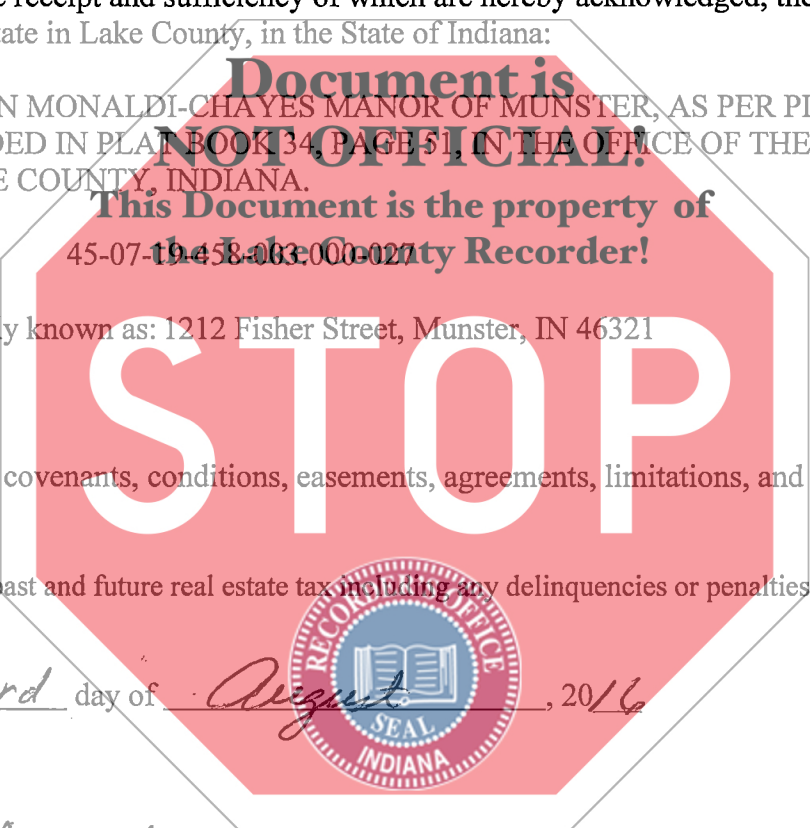 e receipt and sufficiency of which are hereby acknowledged, the
tate in Lake County, in the State of Indiana:
Document is
N MONALDI-CHAYES MANOR OF MUNSTER, AS PER PL
DED IN PLAT BOOK 34, PAGE 51, IN THE OFFICE OF THE
NOT OFFICIAL!
E COUNTY, INDIANA.
This Document is the property of
the Lake County Recorder!
45-07-19-458-003.000-027
ly known as: 1212 Fisher Street, Munster, IN 46321
STOP
covenants, conditions, easements, agreements, limitations, and
past and future real estate tax including any delinquencies or penalties
rd day of August, 2016
RECORDER'S OFFICE
SEAL
INDIANA